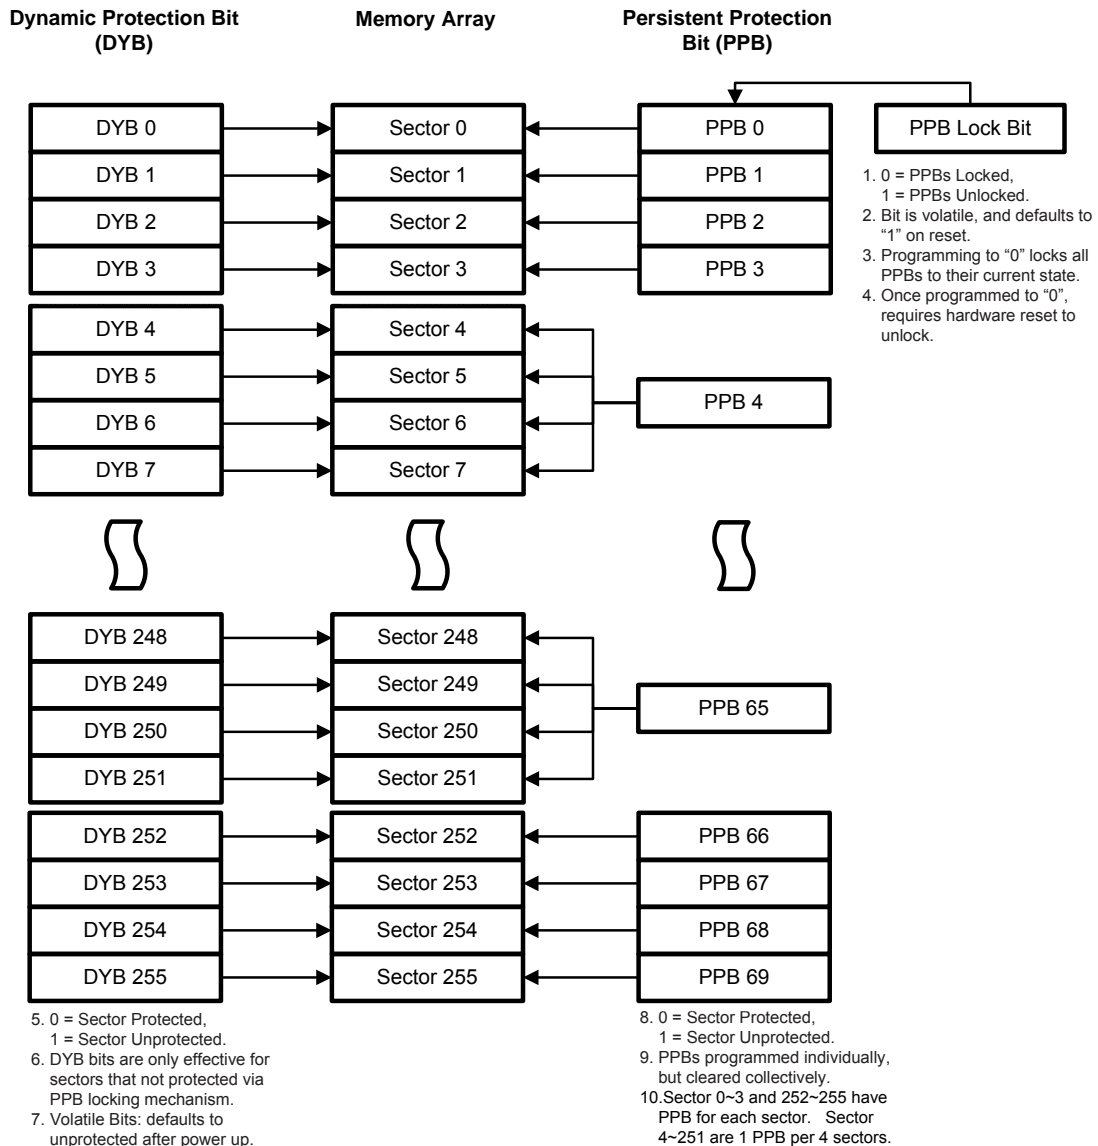 Dynamic Protection Bit
(DYB)
Memory Array
Persistent Protection
Bit (PPB)
DYB 0
Sector 0
PPB 0
PPB Lock Bit
DYB 1
Sector 1
PPB 1
DYB 2
Sector 2
PPB 2
DYB 3
Sector 3
PPB 3
1. 0 = PPBs Locked,
1 = PPBs Unlocked.
2. Bit is volatile, and defaults to
“1” on reset.
3. Programming to “0” locks all
PPBs to their current state.
4. Once programmed to “0”,
requires hardware reset to
unlock.
DYB 4
Sector 4
DYB 5
Sector 5
DYB 6
Sector 6
DYB 7
Sector 7
PPB 4
DYB 248
Sector 248
DYB 249
Sector 249
DYB 250
Sector 250
DYB 251
Sector 251
PPB 65
DYB 252
Sector 252
PPB 66
DYB 253
Sector 253
PPB 67
DYB 254
Sector 254
PPB 68
DYB 255
Sector 255
PPB 69
5. 0 = Sector Protected,
1 = Sector Unprotected.
6. DYB bits are only effective for
sectors that not protected via
PPB locking mechanism.
7. Volatile Bits: defaults to
unprotected after power up.
8. 0 = Sector Protected,
1 = Sector Unprotected.
9. PPBs programmed individually,
but cleared collectively.
10.Sector 0~3 and 252~255 have
PPB for each sector. Sector
4~251 are 1 PPB per 4 sectors.